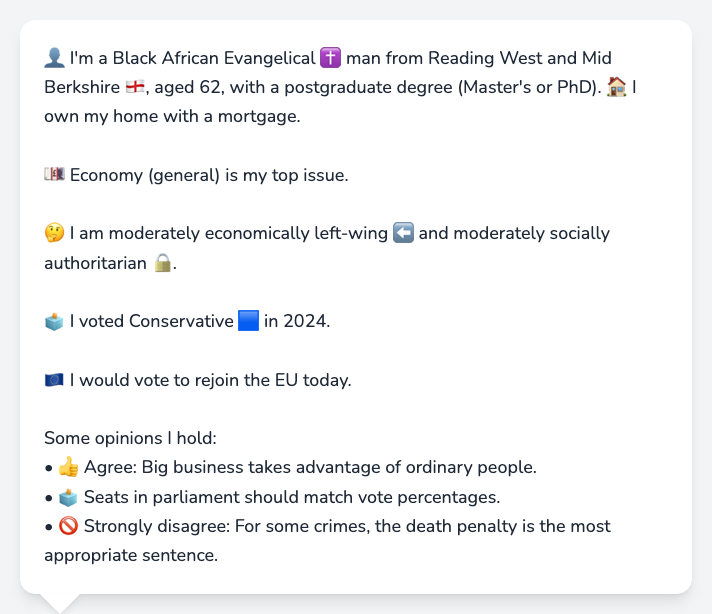 👤 I'm a Black African Evangelical ✝️ man from Reading West and Mid
Berkshire 🏴󠁧󠁢󠁥󠁮󠁧󠁿, aged 62, with a postgraduate degree (Master's or PhD). 🏠 I
own my home with a mortgage.
💷 Economy (general) is my top issue.
🤔 I am moderately economically left-wing ⬅️ and moderately socially
authoritarian 🔒.
🗳️ I voted Conservative 🟦 in 2024.
🇪🇺 I would vote to rejoin the EU today.
Some opinions I hold:
• 👍 Agree: Big business takes advantage of ordinary people.
• 🗳️ Seats in parliament should match vote percentages.
• 🚫 Strongly disagree: For some crimes, the death penalty is the most
appropriate sentence.